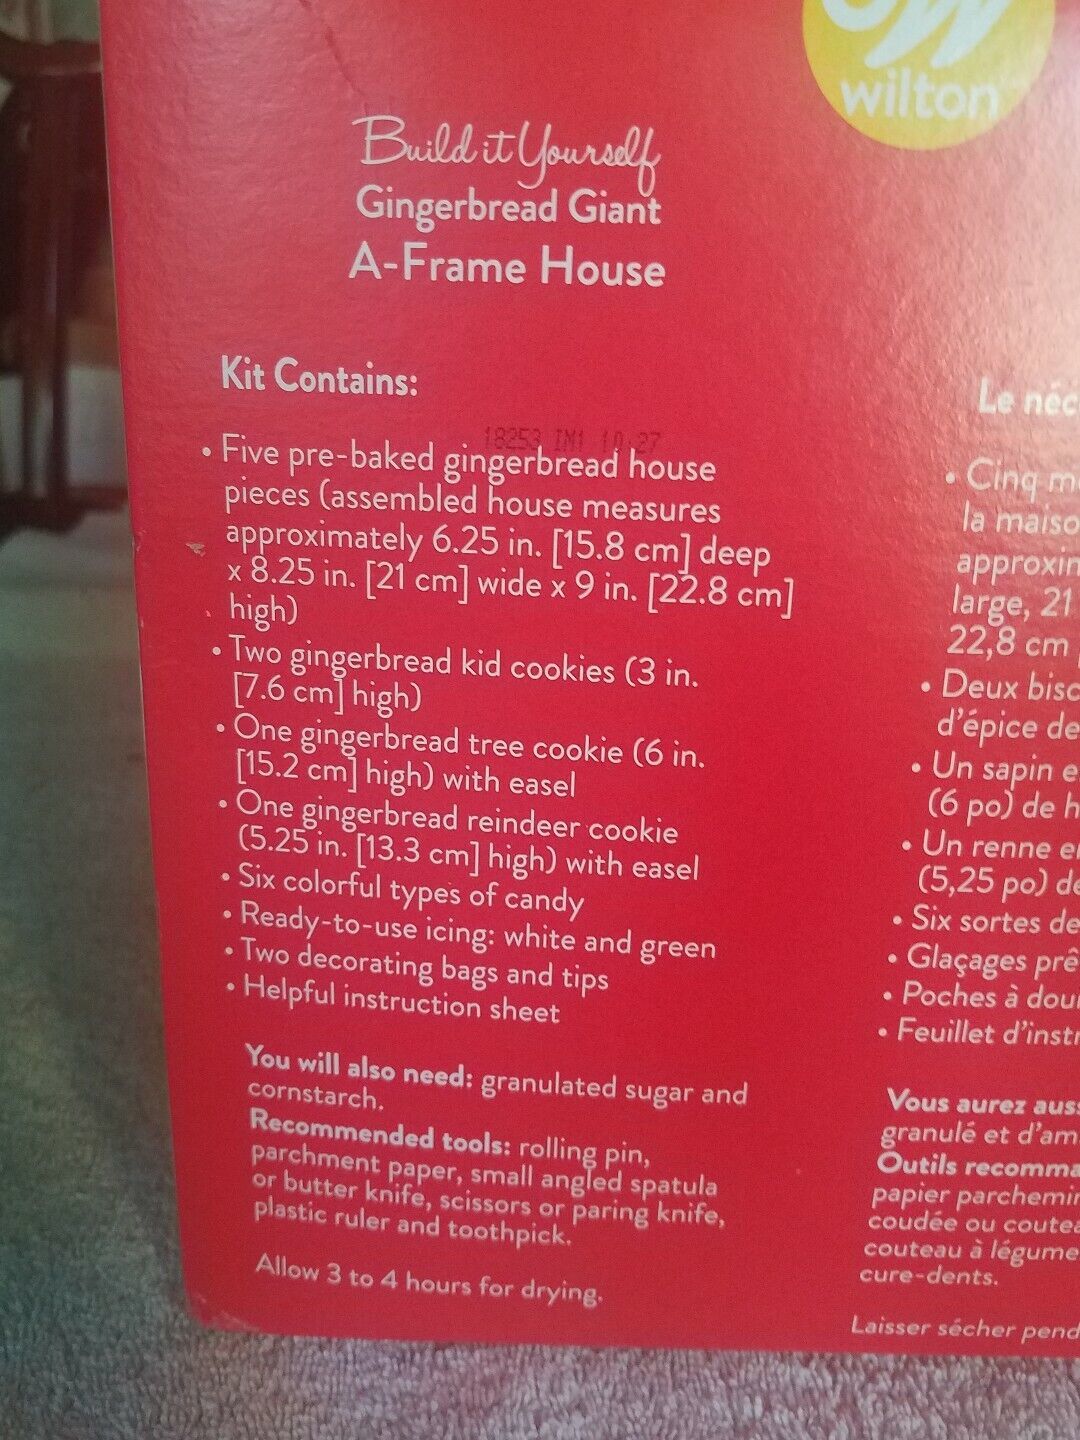 wilton
Build it Yourself
Gingerbread Giant
A-Frame House
Kit Contains:
18253 IM1 10:27
• Five pre-baked gingerbread house
pieces (assembled house measures
approximately 6.25 in. [15.8 cm] deep
x 8.25 in. [21 cm] wide x 9 in. [22.8 cm]
high)
• Two gingerbread kid cookies (3 in.
[7.6 cm] high)
• One gingerbread tree cookie (6 in.
[15.2 cm] high) with easel
• One gingerbread reindeer cookie
(5.25 in. [13.3 cm] high) with easel
• Six colorful types of candy
• Ready-to-use icing: white and green
• Two decorating bags and tips
• Helpful instruction sheet
You will also need: granulated sugar and
cornstarch.
Recommended tools: rolling pin,
parchment paper, small angled spatula
or butter knife, scissors or paring knife,
plastic ruler and toothpick.
Allow 3 to 4 hours for drying.
Le néc
• Cinq m
la maiso
approxin
large, 21
22,8 cm
• Deux bisc
d'épice de
• Un sapin e
(6 po) de h
• Un renne e
(5,25 po) de
• Six sortes de
• Glaçages prê
• Poches à dou
• Feuillet d'instr
Vous aurez auss
granulé et d'am
Outils recomma
papier parchemin
coudée ou coutea
couteau à légume
cure-dents.
Laisser sécher pend